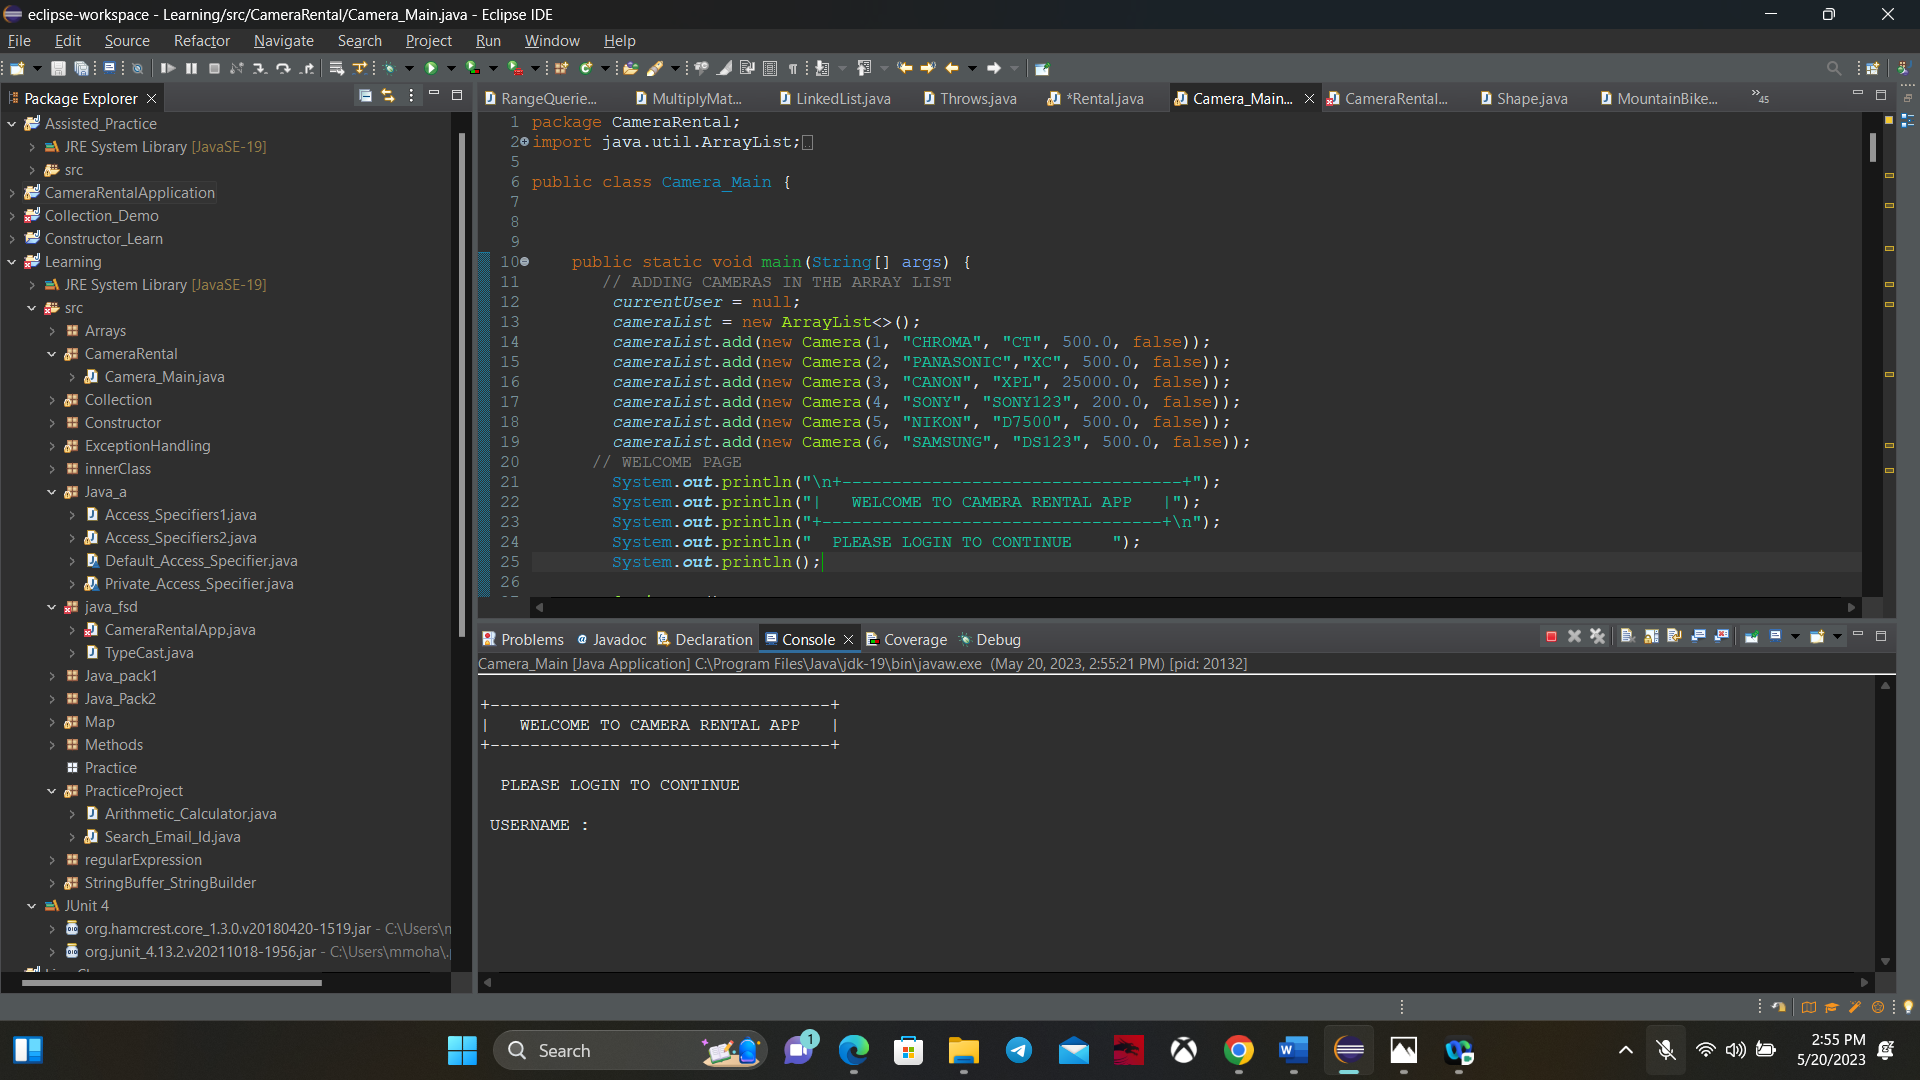 eclipse-workspace - Learning/src/CameraRental/Camera_Main.java - Eclipse IDE
File Edit Source Refactor Navigate Search Project Run Window Help
Package Explorer
Assisted_Practice
JRE System Library [JavaSE-19]
src
CameraRentalApplication
Collection_Demo
Constructor_Learn
Learning
JRE System Library [JavaSE-19]
src
Arrays
CameraRental
Camera_Main.java
Collection
Constructor
ExceptionHandling
innerClass
Java_a
Access_Specifiers1.java
Access_Specifiers2.java
Default_Access_Specifier.java
Private_Access_Specifier.java
java_fsd
CameraRentalApp.java
TypeCast.java
Java_pack1
Java_Pack2
Map
Methods
Practice
PracticeProject
Arithmetic_Calculator.java
Search_Email_Id.java
regularExpression
StringBuffer_StringBuilder
JUnit 4
org.hamcrest.core_1.3.0.v20180420-1519.jar - C:\Users\m
org.junit_4.13.2.v20211018-1956.jar - C:\Users\mmoha\.
RangeQuerie... MultiplyMat... LinkedList.java Throws.java *Rental.java Camera_Main... CameraRental... Shape.java MountainBike... »45
1 package CameraRental;
2 import java.util.ArrayList;
5
6 public class Camera_Main {
7
8
9
10 public static void main(String[] args) {
11 // ADDING CAMERAS IN THE ARRAY LIST
12 currentUser = null;
13 cameraList = new ArrayList<>();
14 cameraList.add(new Camera(1, "CHROMA", "CT", 500.0, false));
15 cameraList.add(new Camera(2, "PANASONIC","XC", 500.0, false));
16 cameraList.add(new Camera(3, "CANON", "XPL", 25000.0, false));
17 cameraList.add(new Camera(4, "SONY", "SONY123", 200.0, false));
18 cameraList.add(new Camera(5, "NIKON", "D7500", 500.0, false));
19 cameraList.add(new Camera(6, "SAMSUNG", "DS123", 500.0, false));
20 // WELCOME PAGE
21 System.out.println("\n+----------------------------------+");
22 System.out.println("|   WELCOME TO CAMERA RENTAL APP   |");
23 System.out.println("+----------------------------------+\n");
24 System.out.println("  PLEASE LOGIN TO CONTINUE    ");
25 System.out.println();
26
Problems Javadoc Declaration Console Coverage Debug
Camera_Main [Java Application] C:\Program Files\Java\jdk-19\bin\javaw.exe (May 20, 2023, 2:55:21 PM) [pid: 20132]
+----------------------------------+
|   WELCOME TO CAMERA RENTAL APP   |
+----------------------------------+
PLEASE LOGIN TO CONTINUE
USERNAME :
Search
1
2:55 PM
5/20/2023